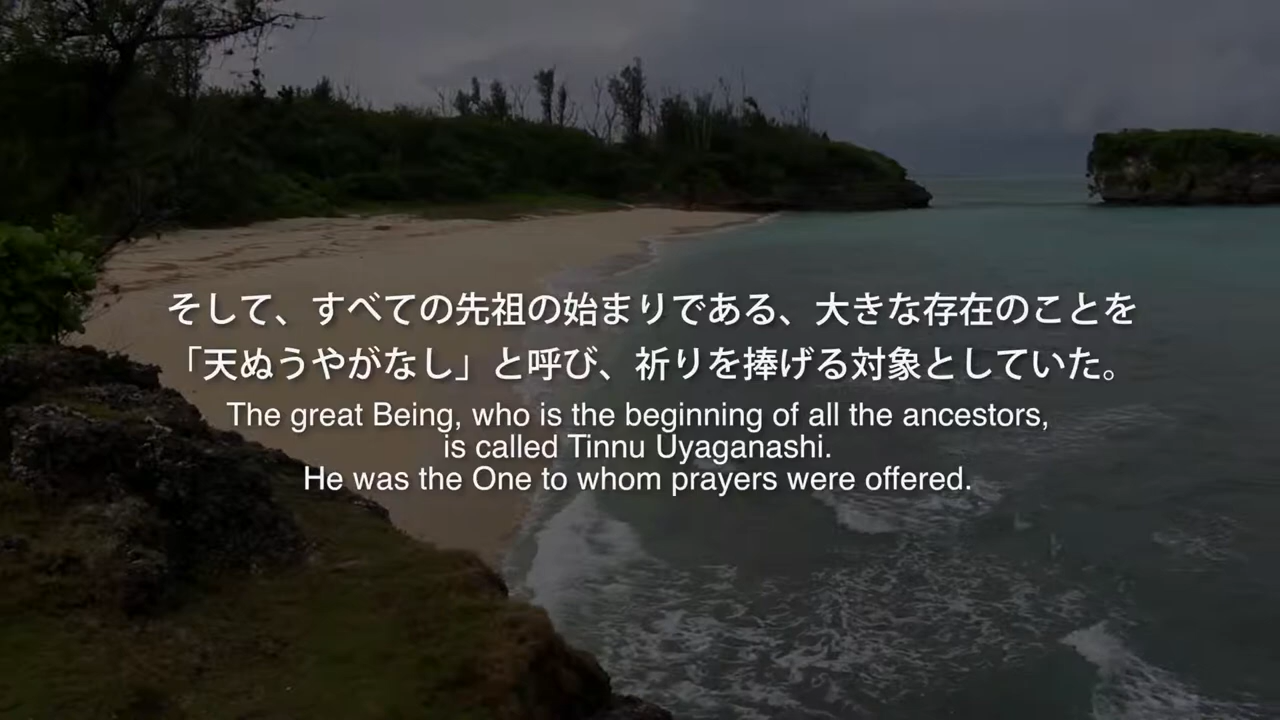 そして、すべての先祖の始まりである、大きな存在のことを
「天ぬうやがなし」と呼び、祈りを捧げる対象としていた。
The great Being, who is the beginning of all the ancestors,
is called Tinnu Uyaganashi.
He was the One to whom prayers were offered.